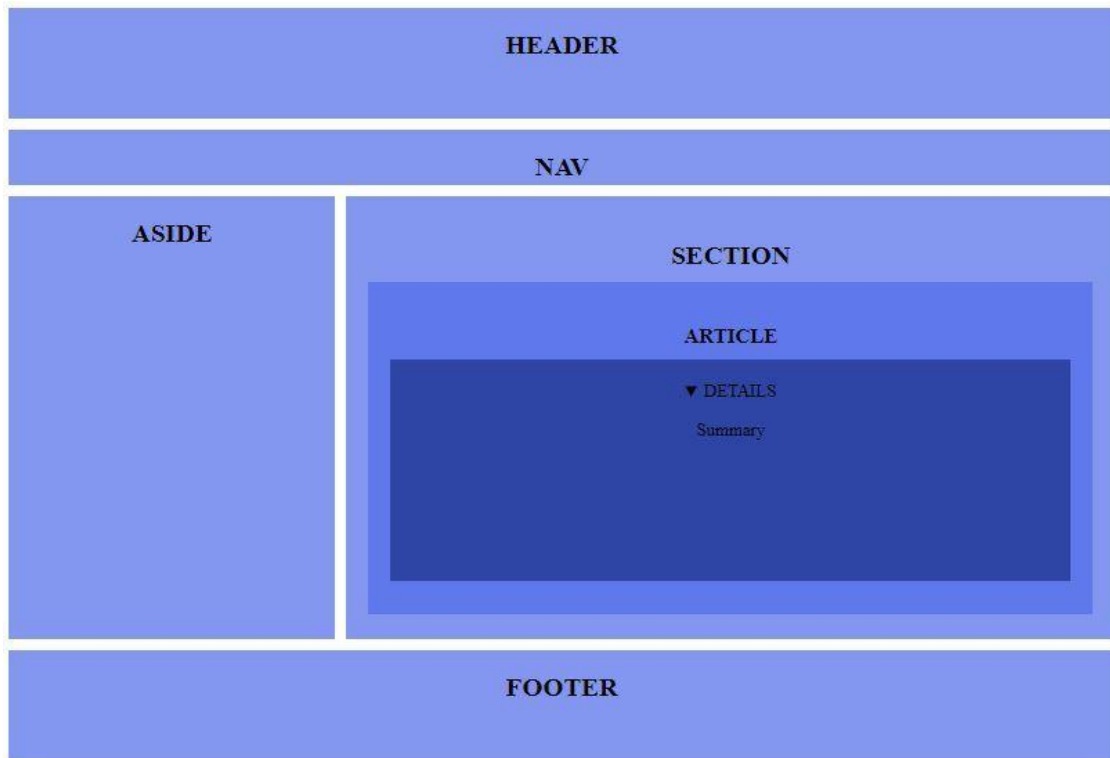 HEADER
NAV
ASIDE
SECTION
ARTICLE
▼ DETAILS
Summary
FOOTER